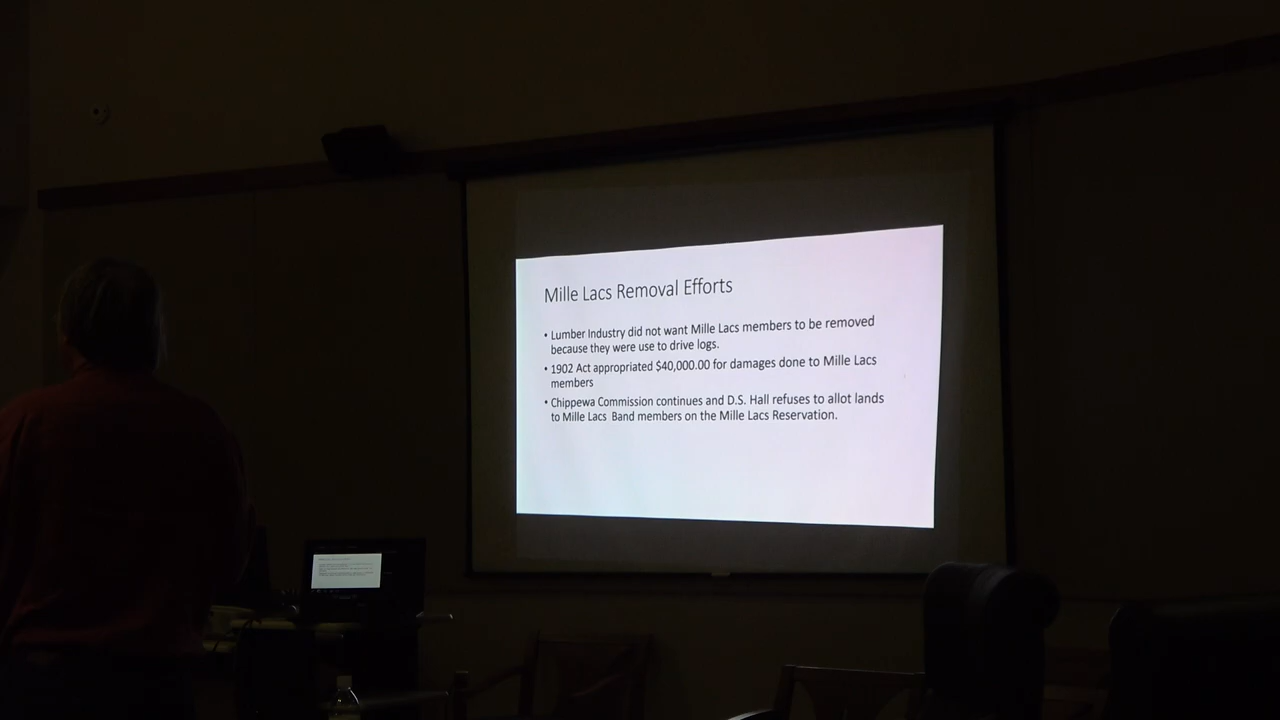 Mille Lacs Removal Efforts
• Lumber Industry did not want Mille Lacs members to be removed
because they were use to drive logs.
• 1902 Act appropriated $40,000.00 for damages done to Mille Lacs
members
• Chippewa Commission continues and D.S. Hall refuses to allot lands
to Mille Lacs Band members on the Mille Lacs Reservation.